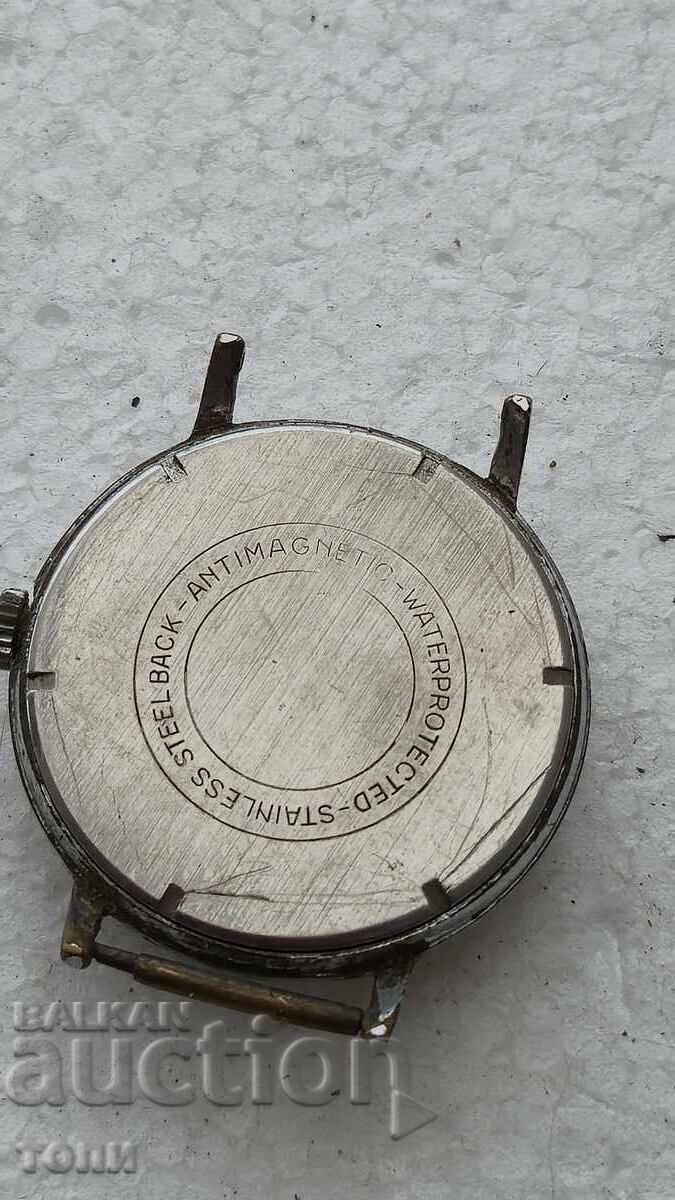 ANTIMAGNETIC-WATERPROTECTED-STAINLESS STEEL BACK-
BALKAN
auction
топи